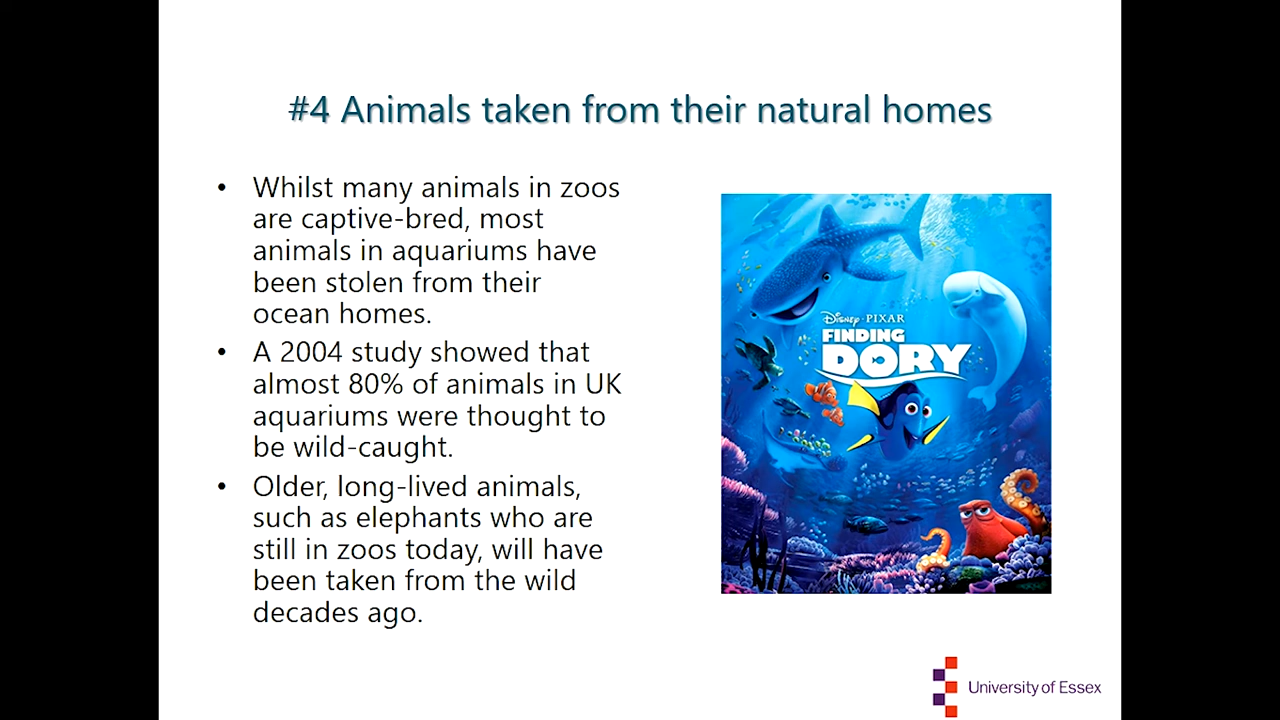 #4 Animals taken from their natural homes
• Whilst many animals in zoos
are captive-bred, most
animals in aquariums have
been stolen from their
ocean homes.
• A 2004 study showed that
almost 80% of animals in UK
aquariums were thought to
be wild-caught.
• Older, long-lived animals,
such as elephants who are
still in zoos today, will have
been taken from the wild
decades ago.
Disney • PIXAR
FINDING
DORY
University of Essex